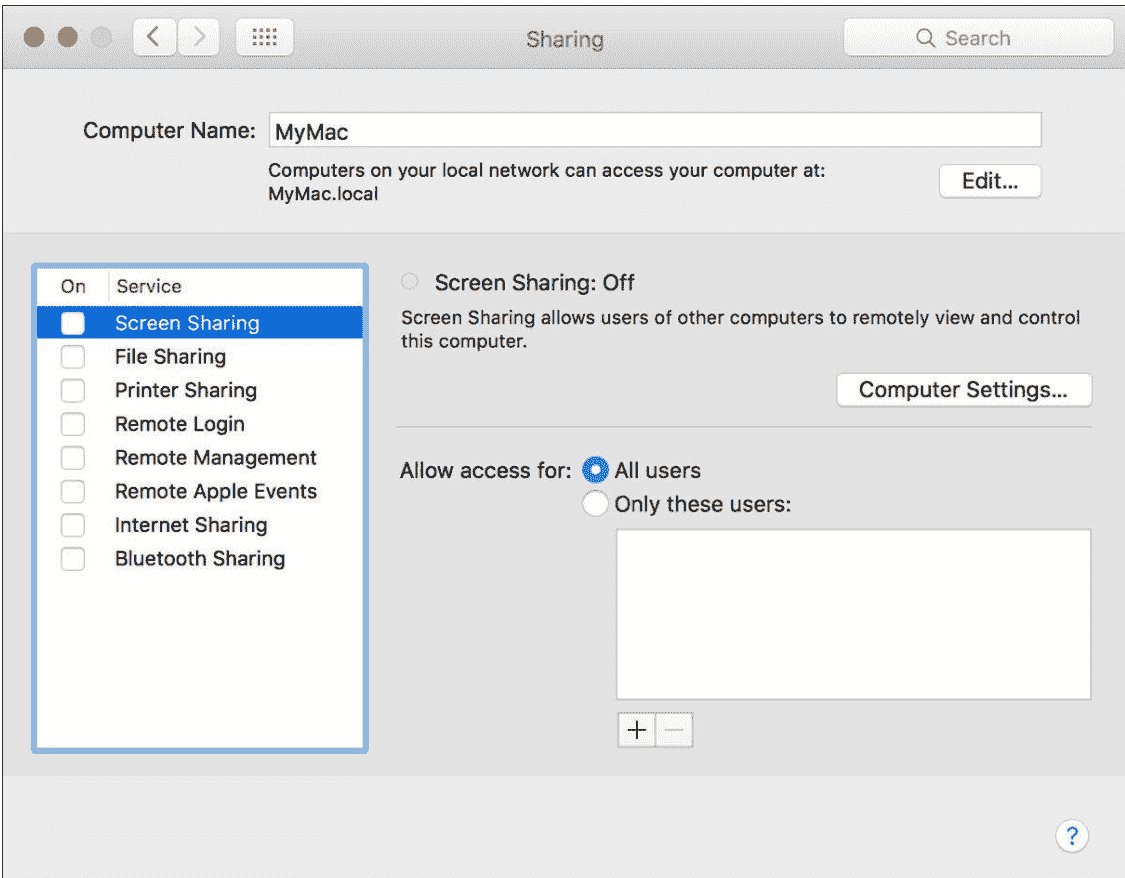 Sharing
Search
Computer Name: MyMac
Computers on your local network can access your computer at:
MyMac.local
Edit...
On Service
Screen Sharing
File Sharing
Printer Sharing
Remote Login
Remote Management
Remote Apple Events
Internet Sharing
Bluetooth Sharing
Screen Sharing: Off
Screen Sharing allows users of other computers to remotely view and control
this computer.
Computer Settings...
Allow access for: All users
Only these users:
+ −
?